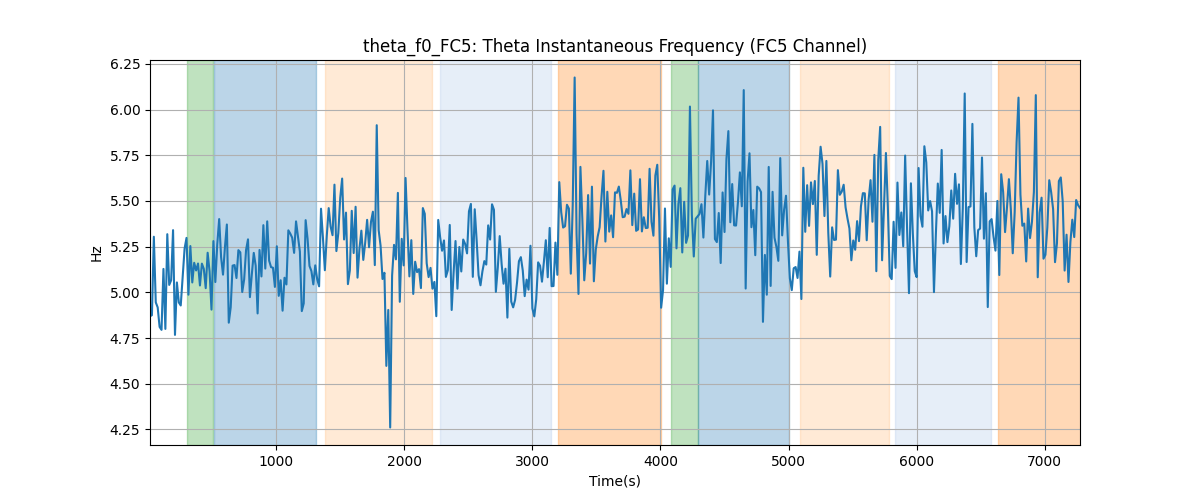 theta_f0_FC5: Theta Instantaneous Frequency (FC5 Channel)
6.25
6.00
5.75
5.50
5.25
5.00
4.75
4.50
4.25
Hz
1000 2000 3000 4000 5000 6000 7000
Time(s)